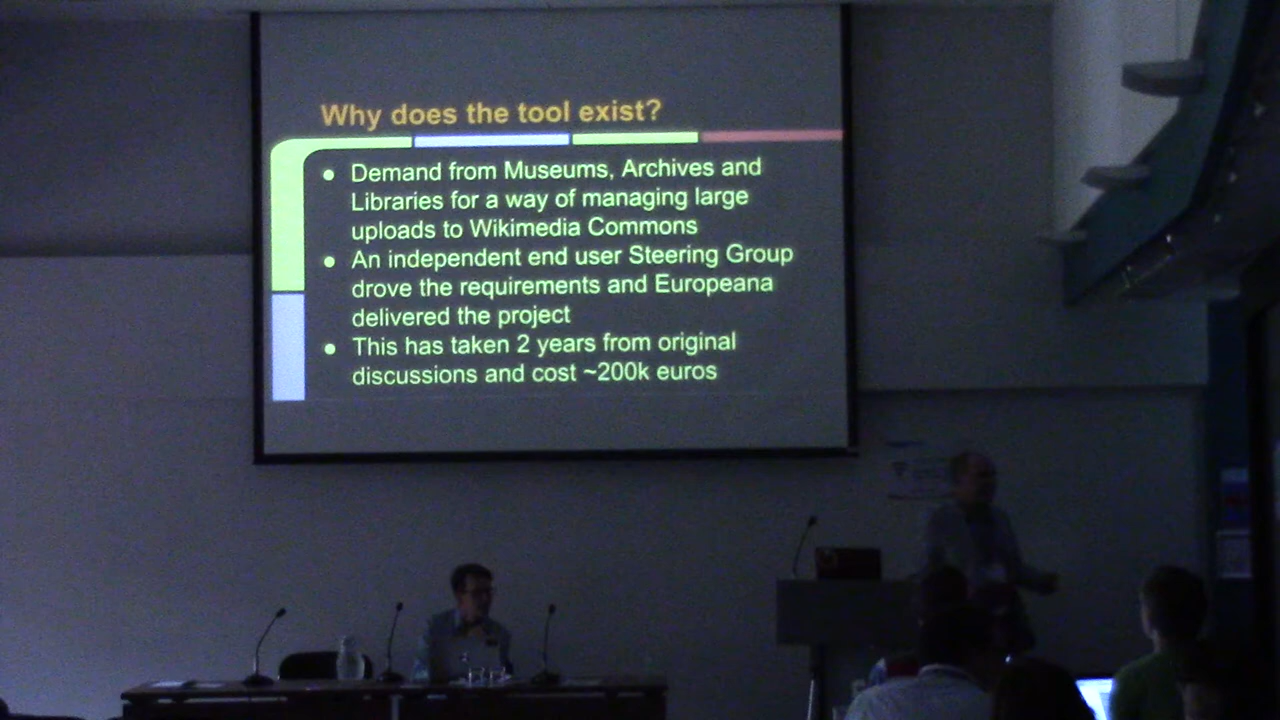 Why does the tool exist?
● Demand from Museums, Archives and
Libraries for a way of managing large
uploads to Wikimedia Commons
● An independent end user Steering Group
drove the requirements and Europeana
delivered the project
● This has taken 2 years from original
discussions and cost ~200k euros